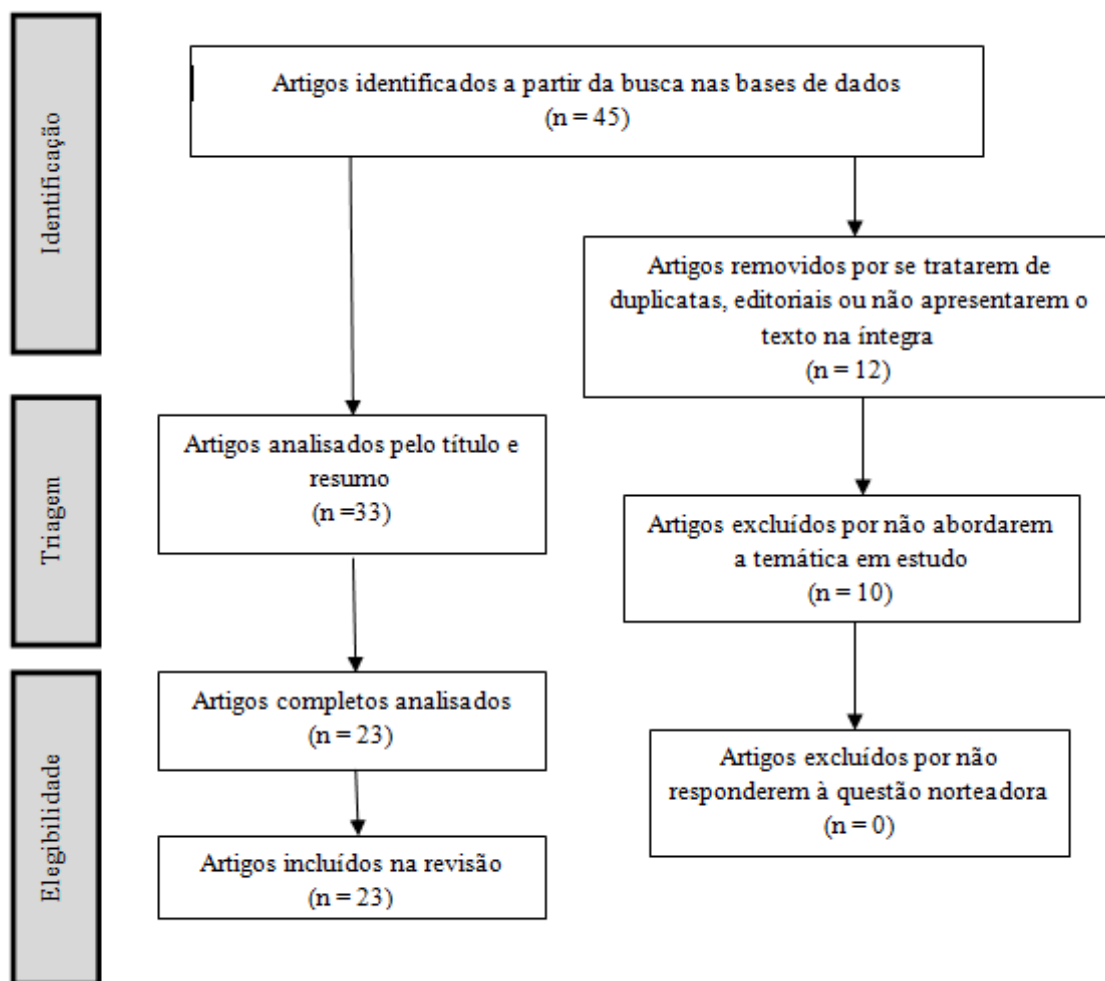 Identificação
Artigos identificados a partir da busca nas bases de dados
(n = 45)
Artigos removidos por se tratarem de
duplicatas, editoriais ou não apresentarem o
texto na íntegra
(n = 12)
Triagem
Artigos analisados pelo título e
resumo
(n =33)
Artigos excluídos por não abordarem
a temática em estudo
(n = 10)
Elegibilidade
Artigos completos analisados
(n = 23)
Artigos excluídos por não
responderem à questão norteadora
(n = 0)
Artigos incluídos na revisão
(n = 23)